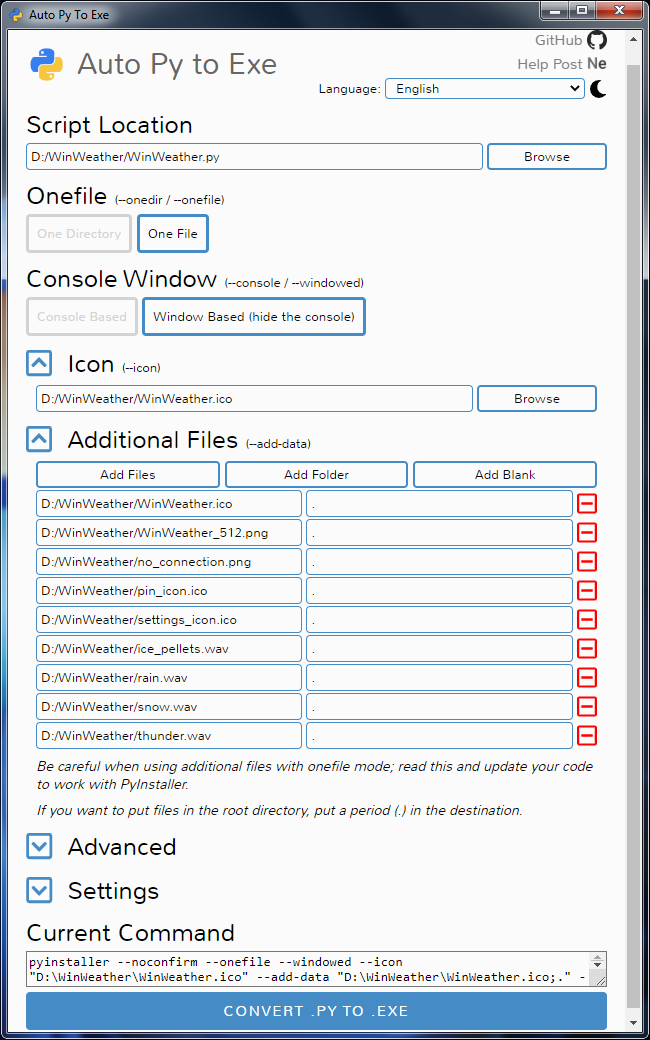 Auto Py To Exe
GitHub
Auto Py to Exe
Help Post Ne
Language: English
Script Location
D:/WinWeather/WinWeather.py Browse
Onefile (--onedir / --onefile)
One Directory One File
Console Window (--console / --windowed)
Console Based Window Based (hide the console)
Icon (--icon)
D:/WinWeather/WinWeather.ico Browse
Additional Files (--add-data)
Add Files Add Folder Add Blank
D:/WinWeather/WinWeather.ico .
D:/WinWeather/WinWeather_512.png .
D:/WinWeather/no_connection.png .
D:/WinWeather/pin_icon.ico .
D:/WinWeather/settings_icon.ico .
D:/WinWeather/ice_pellets.wav .
D:/WinWeather/rain.wav .
D:/WinWeather/snow.wav .
D:/WinWeather/thunder.wav .
Be careful when using additional files with onefile mode; read this and update your code
to work with PyInstaller.
If you want to put files in the root directory, put a period (.) in the destination.
Advanced
Settings
Current Command
pyinstaller --noconfirm --onefile --windowed --icon
"D:\WinWeather\WinWeather.ico" --add-data "D:\WinWeather\WinWeather.ico;." -
CONVERT .PY TO .EXE